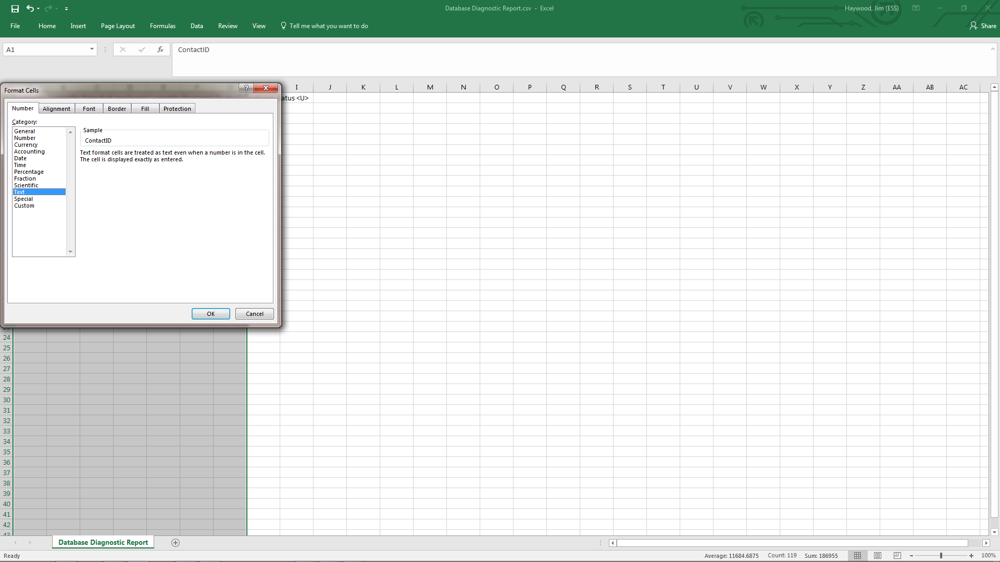 Database Diagnostic Report.csv - Excel
Haywood, Jim (ESS)
File Home Insert Page Layout Formulas Data Review View Tell me what you want to do Share
A1 fx ContactID
I J K L M N O P Q R S T U V W X Y Z AA AB AC
atus <U>
Format Cells ?
Number Alignment Font Border Fill Protection
Category:
General
Number
Currency
Accounting
Date
Time
Percentage
Fraction
Scientific
Text
Special
Custom
Sample
ContactID
Text format cells are treated as text even when a number is in the cell.
The cell is displayed exactly as entered.
OK Cancel
24
25
26
27
28
29
30
31
32
33
34
35
36
37
38
39
40
41
42
43
Database Diagnostic Report
Ready Average: 11684.6875 Count: 119 Sum: 186955 100%